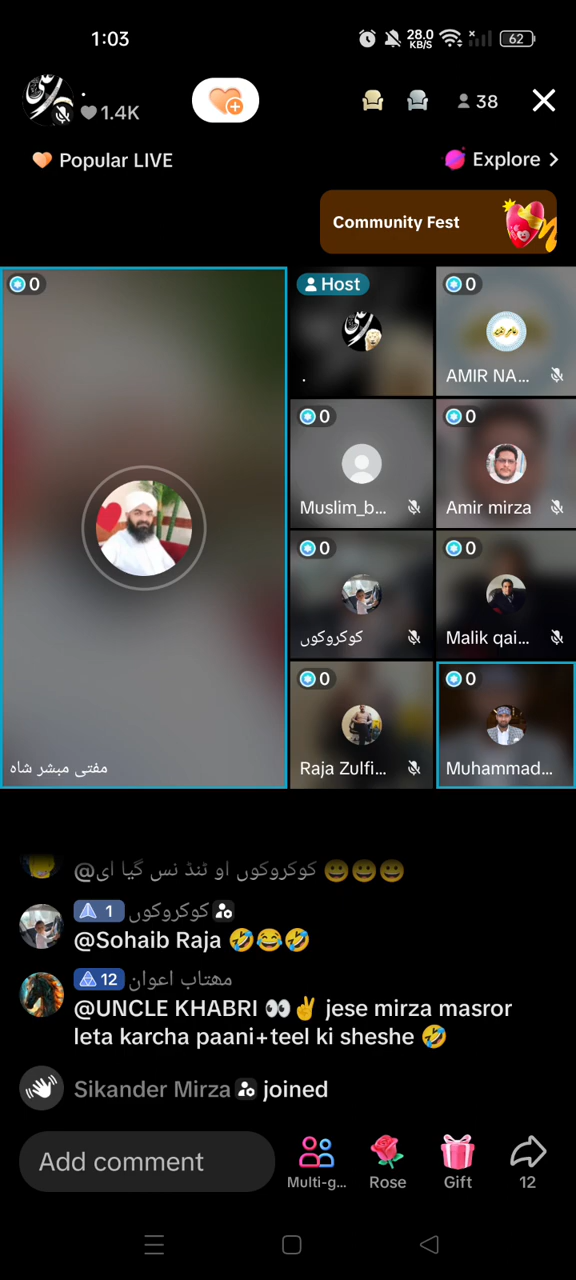 1:03
28.0
KB/S
62
.
1.4K
38
Popular LIVE
Explore
Community Fest
0
مفتی مبشر شاہ
Host
.
0
AMIR NA...
0
Muslim_b...
0
Amir mirza
0
کوکروکوں
0
Malik qai...
0
Raja Zulfi...
0
Muhammad...
@کوکروکوں او ٹنڈ نس گیا ای 😀😀😀
1 کوکروکوں
@Sohaib Raja 🤣😂🤣
12 مهتاب اعوان
@UNCLE KHABRI 👀✌️ jese mirza masror
leta karcha paani+teel ki sheshe 🤣
Sikander Mirza joined
Add comment
Multi-g...
Rose
Gift
12